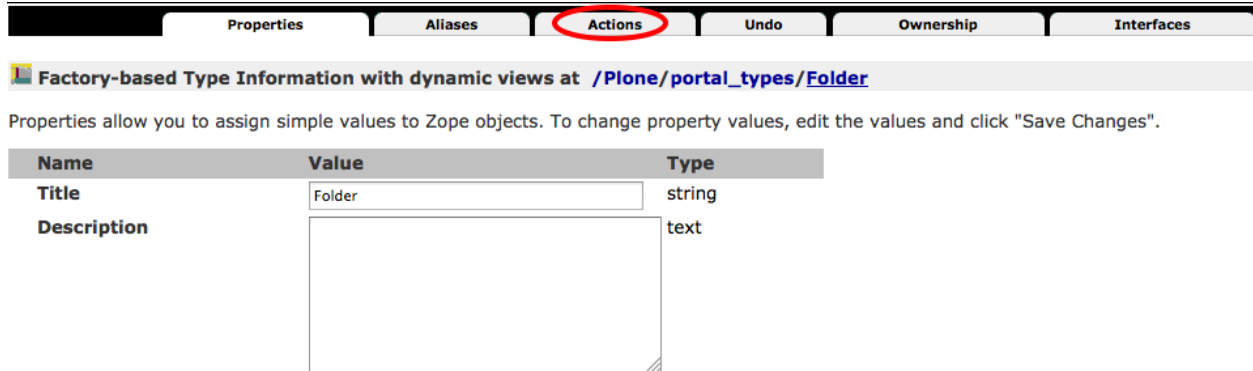 Properties Aliases Actions Undo Ownership Interfaces
Factory-based Type Information with dynamic views at /Plone/portal_types/Folder
Properties allow you to assign simple values to Zope objects. To change property values, edit the values and click "Save Changes".
Name Value Type
Title Folder string
Description text